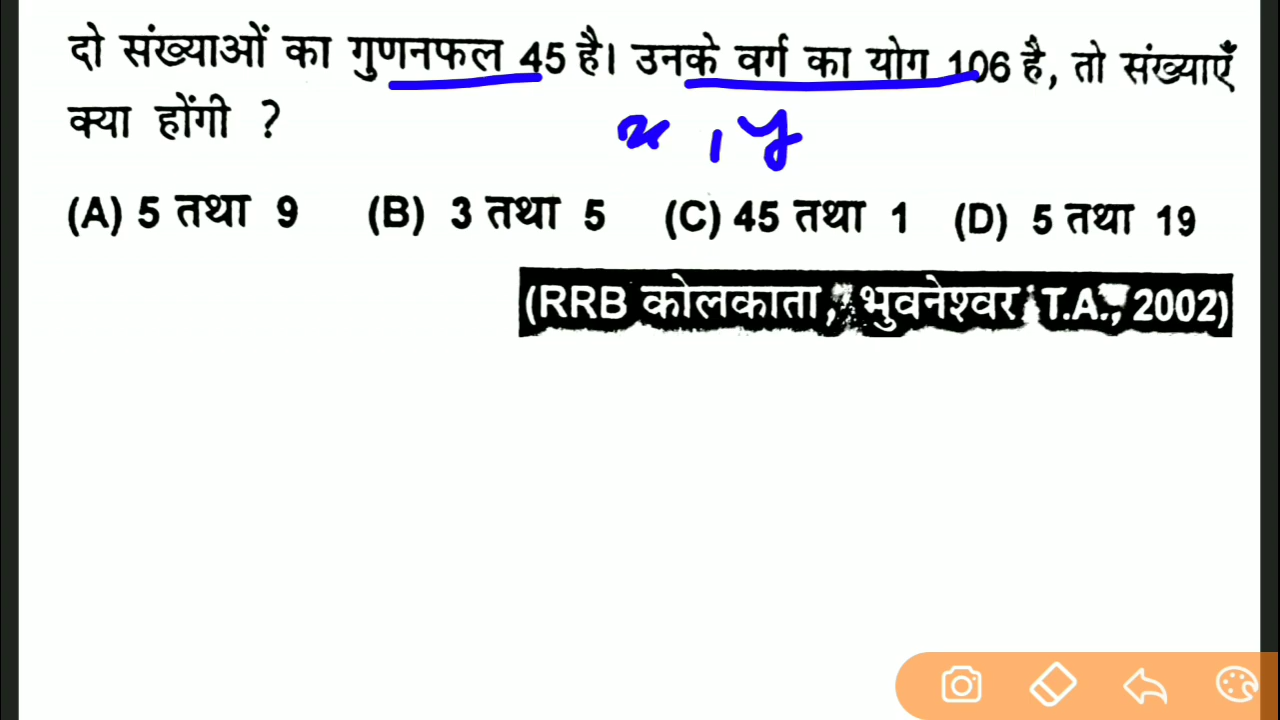 दो संख्याओं का गुणनफल 45 है। उनके वर्ग का योग 106 है, तो संख्याएँ
क्या होंगी ?
x , y
(A) 5 तथा 9 (B) 3 तथा 5 (C) 45 तथा 1 (D) 5 तथा 19
(RRB कोलकाता, भुवनेश्वर T.A., 2002)